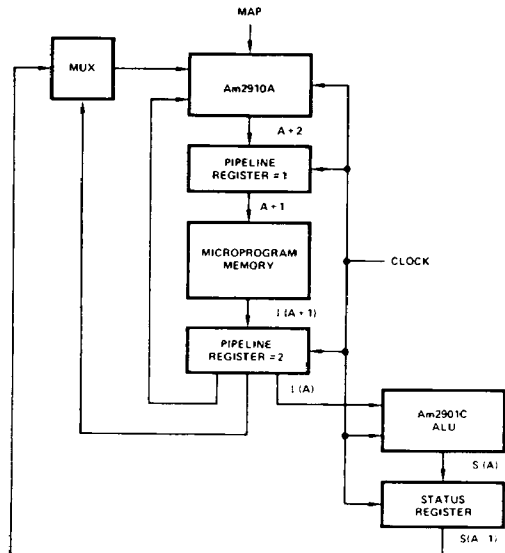 MAP
MUX
Am2910A
A + 2
PIPELINE
REGISTER = 1
A + 1
MICROPROGRAM
MEMORY
CLOCK
I (A + 1)
PIPELINE
REGISTER = 2
I (A)
Am2901C
ALU
S (A)
STATUS
REGISTER
S(A 1)